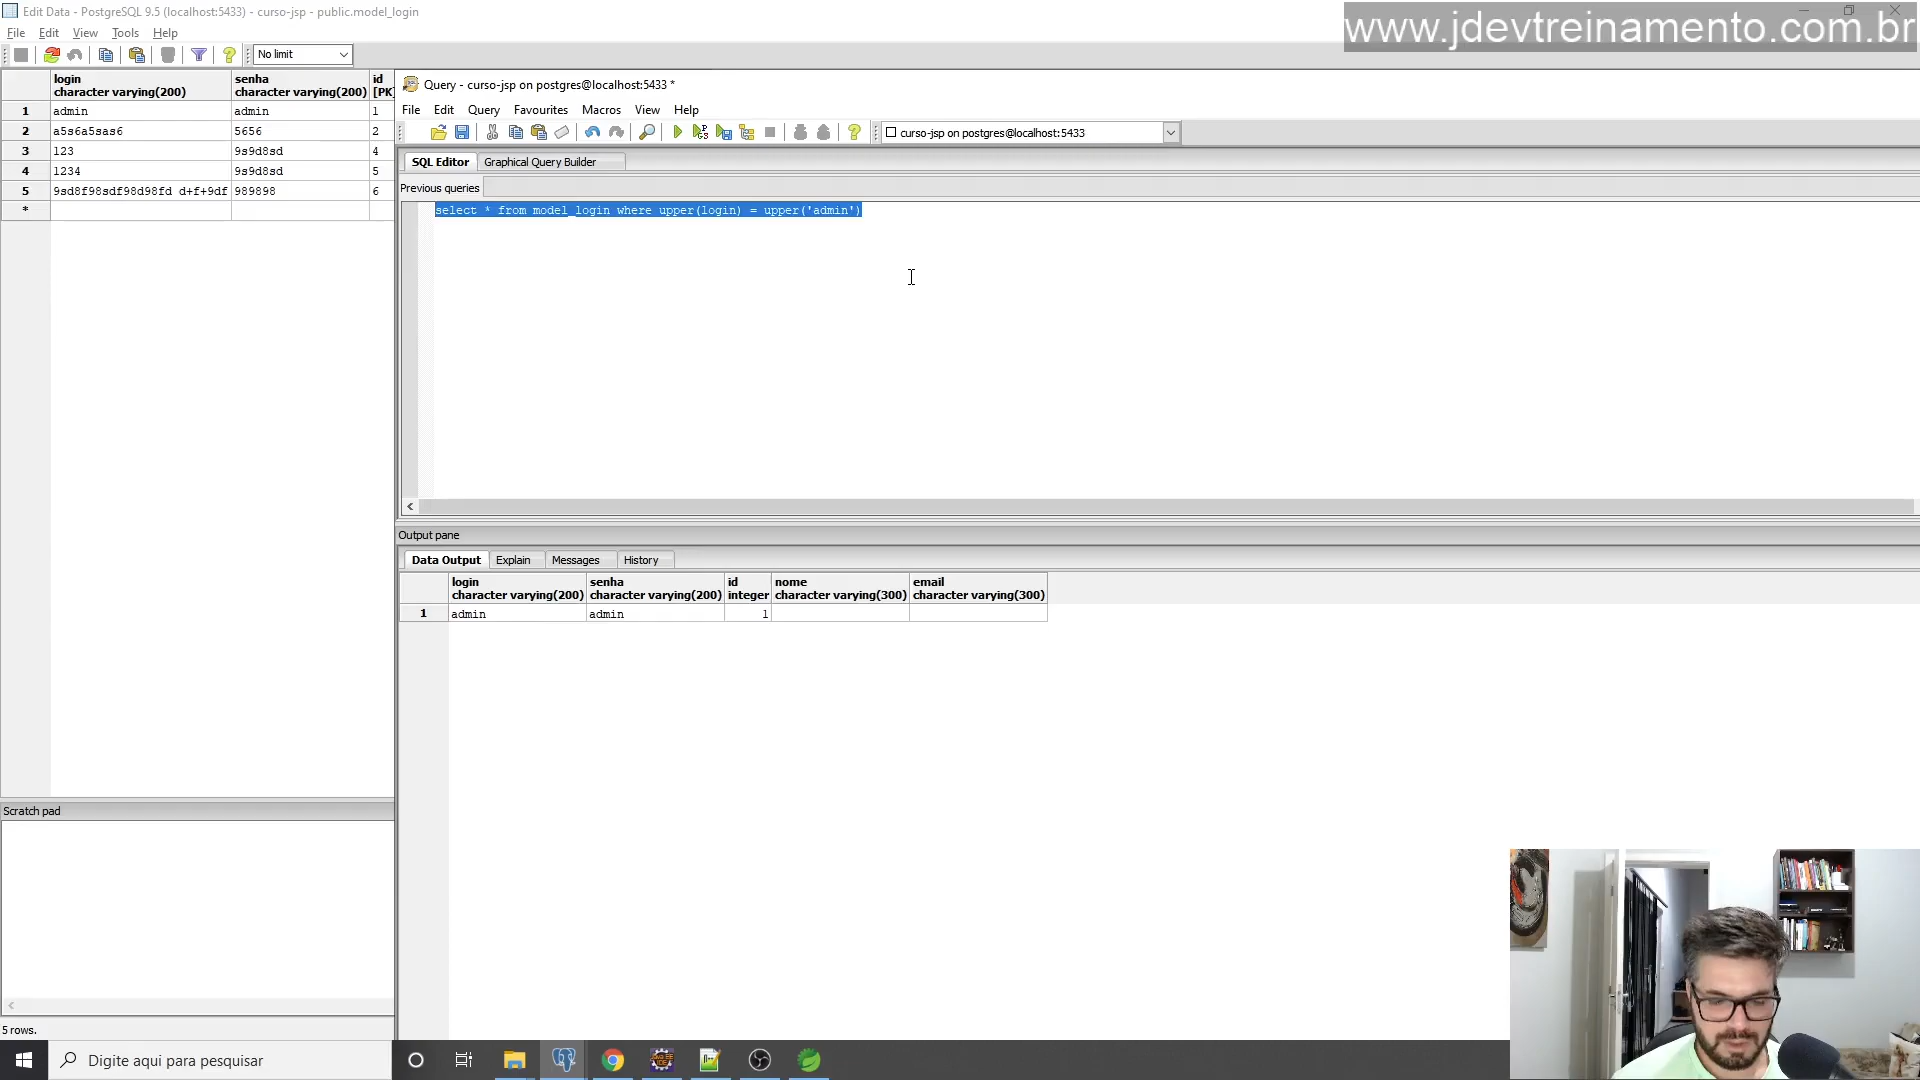 Edit Data - PostgreSQL 9.5 (localhost:5433) - curso-jsp - public.model_login
www.jdevtreinamento.com.br
File Edit View Tools Help
No limit
login senha id
character varying(200) character varying(200) [PK]
1 admin admin 1
2 a5s6a5sas6 5656 2
3 123 9s9d8sd 4
4 1234 9s9d8sd 5
5 9sd8f98sdf98d98fd d+f+9df 989898 6
*
Scratch pad
5 rows.
Query - curso-jsp on postgres@localhost:5433 *
File Edit Query Favourites Macros View Help
curso-jsp on postgres@localhost:5433
SQL Editor Graphical Query Builder
Previous queries
select * from model_login where upper(login) = upper('admin')
Output pane
Data Output Explain Messages History
login senha id nome email
character varying(200) character varying(200) integer character varying(300) character varying(300)
1 admin admin 1
Digite aqui para pesquisar